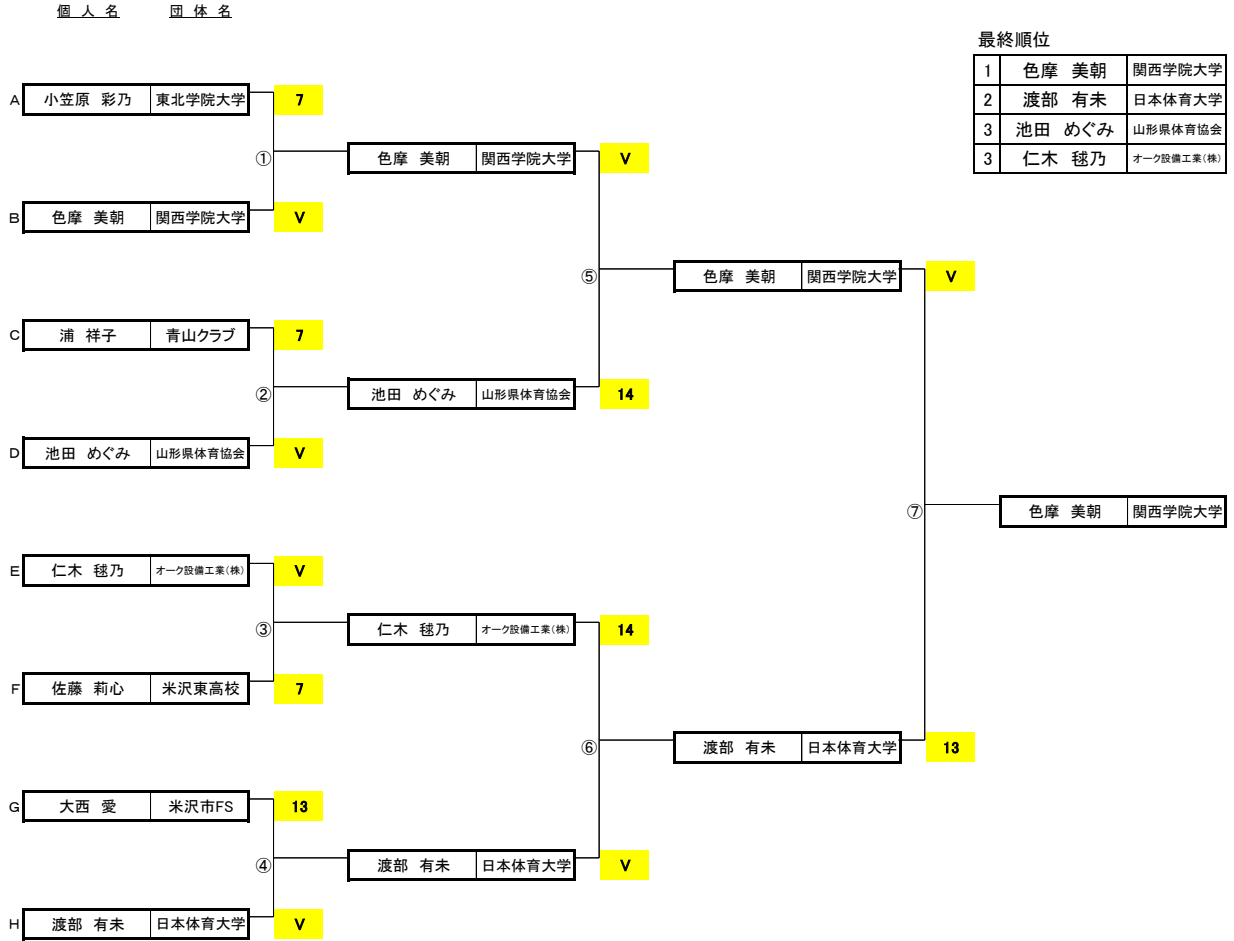 個人名 団体名
最終順位
1 色摩 美朝 関西学院大学
2 渡部 有未 日本体育大学
3 池田 めぐみ 山形県体育協会
3 仁木 毬乃 オーク設備工業(株)
A 小笠原 彩乃 東北学院大学 7
① 色摩 美朝 関西学院大学 V
B 色摩 美朝 関西学院大学 V
⑤ 色摩 美朝 関西学院大学 V
C 浦 祥子 青山クラブ 7
② 池田 めぐみ 山形県体育協会 14
D 池田 めぐみ 山形県体育協会 V
⑦ 色摩 美朝 関西学院大学
E 仁木 毬乃 オーク設備工業(株) V
③ 仁木 毬乃 オーク設備工業(株) 14
F 佐藤 莉心 米沢東高校 7
⑥ 渡部 有未 日本体育大学 13
G 大西 愛 米沢市FS 13
④ 渡部 有未 日本体育大学 V
H 渡部 有未 日本体育大学 V